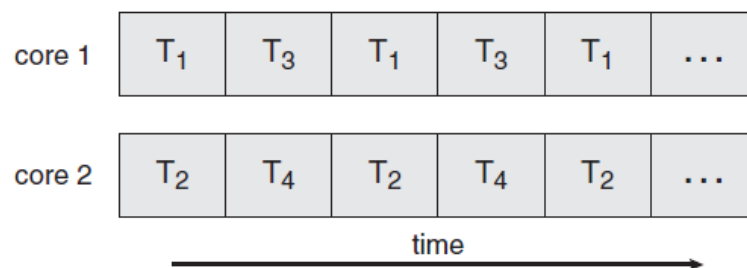 core 1 T₁ T₃ T₁ T₃ T₁ ...
core 2 T₂ T₄ T₂ T₄ T₂ ...
time